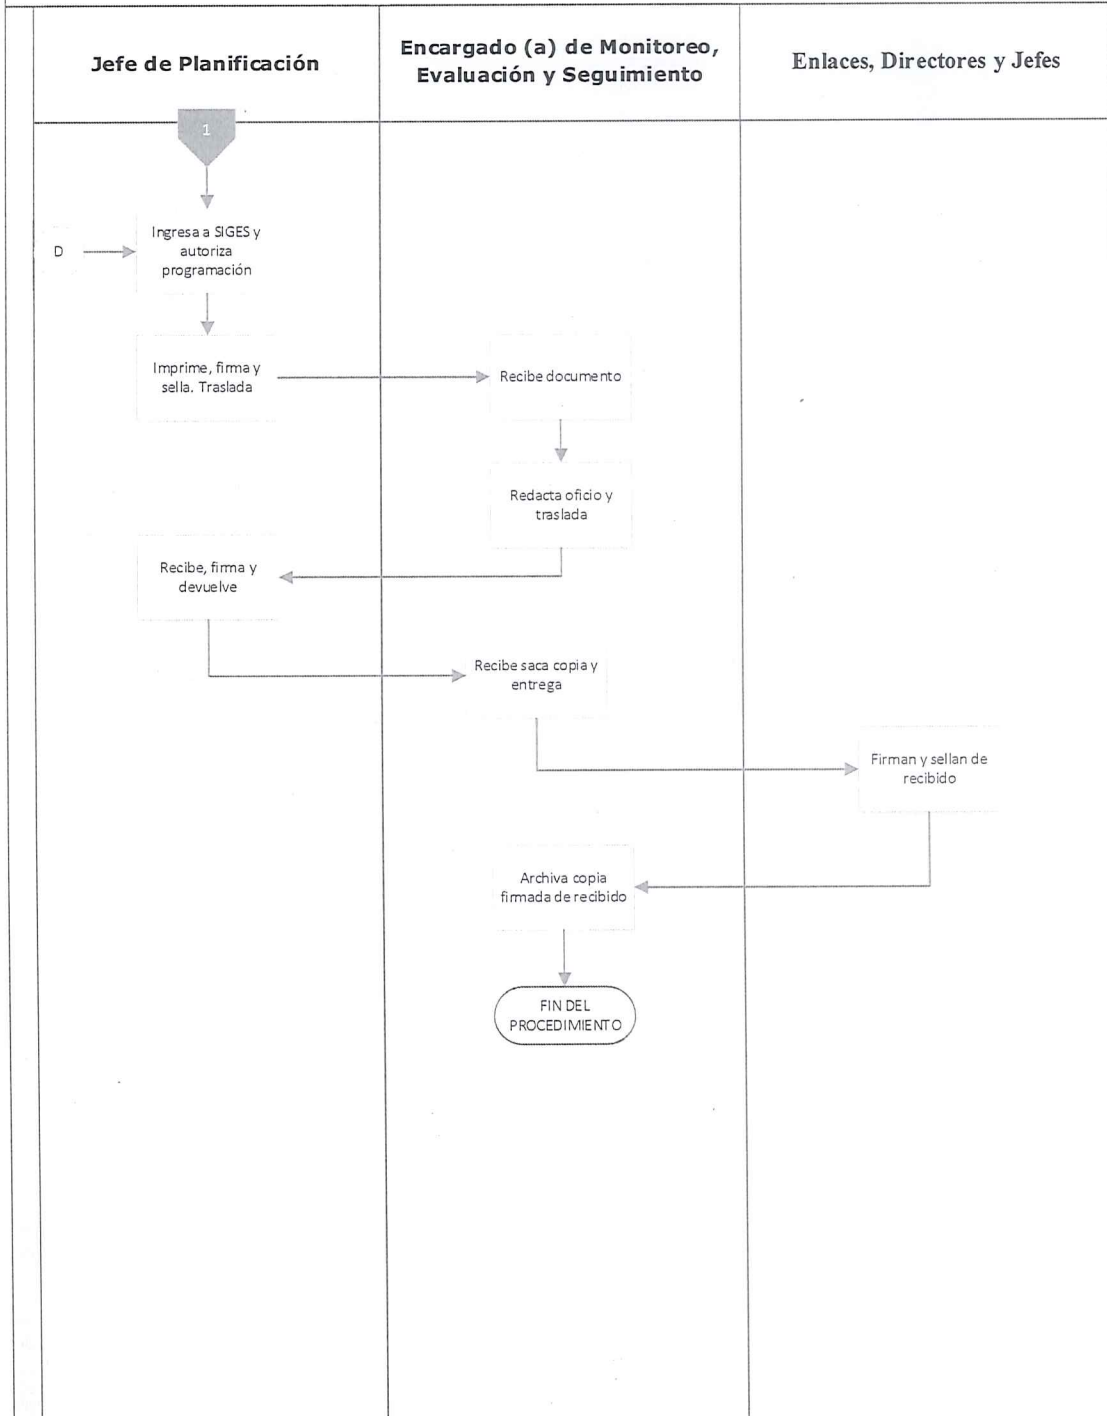 Jefe de Planificación
Encargado (a) de Monitoreo,
Evaluación y Seguimiento
Enlaces, Directores y Jefes
1
Ingresa a SIGES y
autoriza
programación
D
Imprime, firma y
sella. Traslada
Recibe documento
Redacta oficio y
traslada
Recibe, firma y
devuelve
Recibe saca copia y
entrega
Firman y sellan de
recibido
Archiva copia
firmada de recibido
FIN DEL
PROCEDIMIENTO